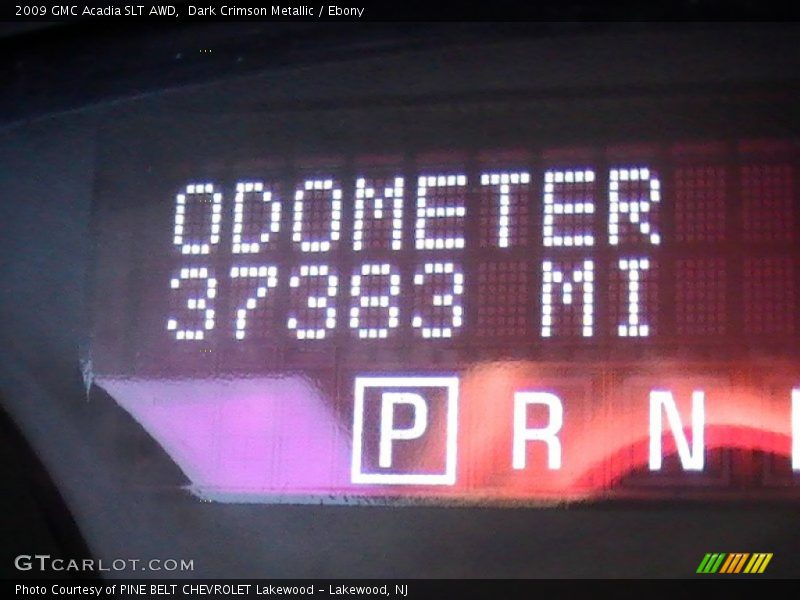 2009 GMC Acadia SLT AWD,  Dark Crimson Metallic / Ebony
ODOMETER
37383 MI
P R N
GTCARLOT.COM
Photo Courtesy of PINE BELT CHEVROLET Lakewood - Lakewood, NJ